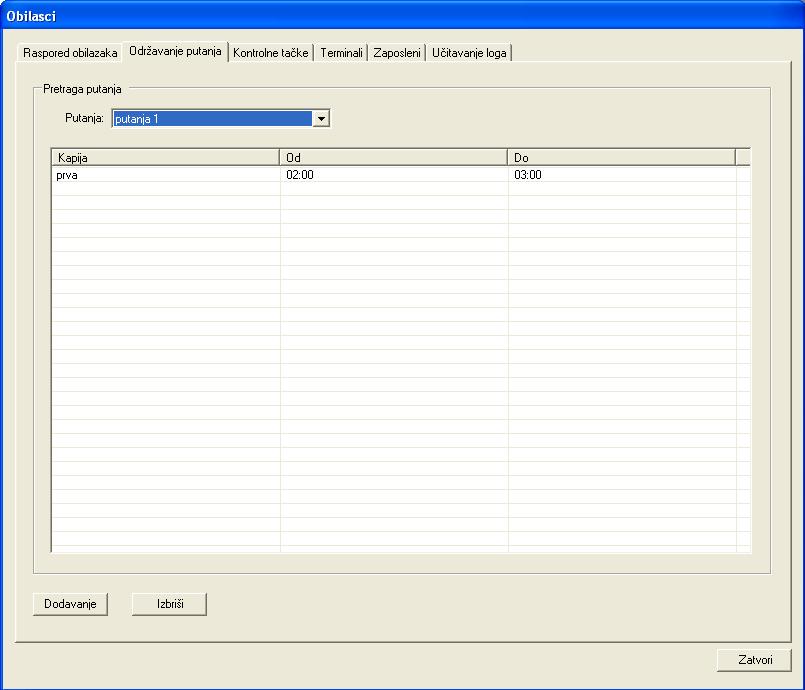 Obilasci
Raspored obilazaka Održavanje putanja Kontrolne tačke Terminali Zaposleni Učitavanje loga
Pretraga putanja
Putanja: putanja 1
Kapija Od Do
prva 02:00 03:00
Dodavanje Izbriši
Zatvori